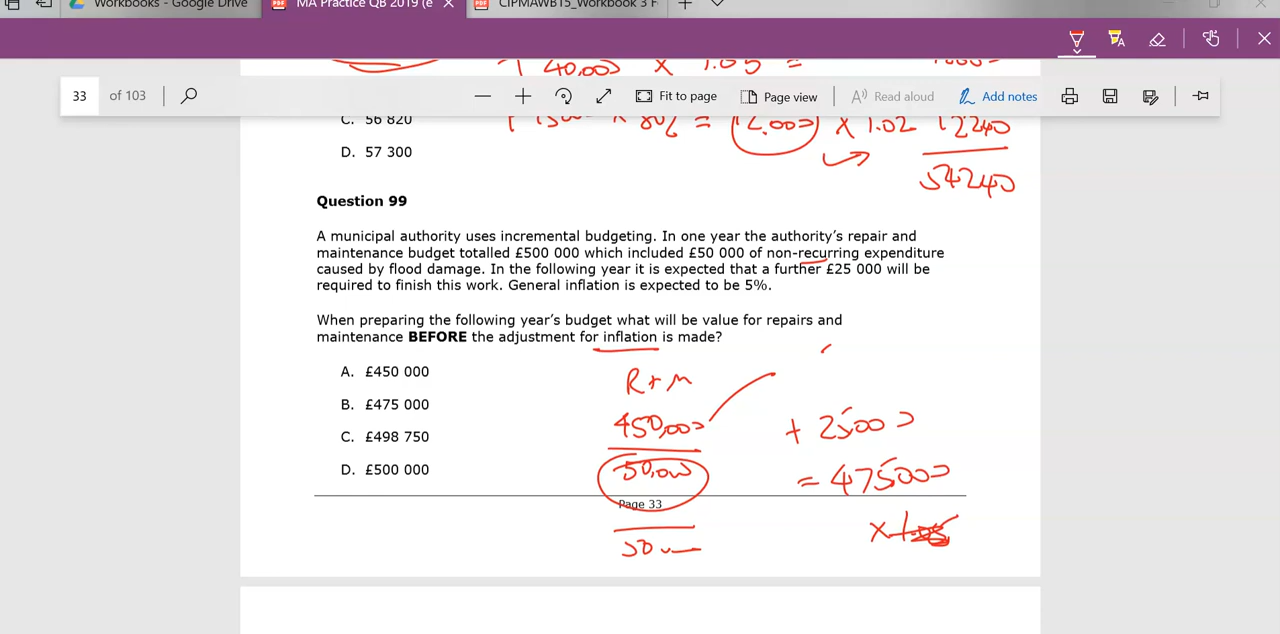 Workbooks - Google Drive
MA Practice QB 2019 (e
CIPMAWB15_Workbook 3 F
33 of 103
Fit to page
Page view
Read aloud
Add notes
+ 40,000 x 1.05 =
C. 56 820
x 80% = 12,000 x 1.02 12240
D. 57 300
54240
Question 99
A municipal authority uses incremental budgeting. In one year the authority's repair and
maintenance budget totalled £500 000 which included £50 000 of non-recurring expenditure
caused by flood damage. In the following year it is expected that a further £25 000 will be
required to finish this work. General inflation is expected to be 5%.
When preparing the following year's budget what will be value for repairs and
maintenance BEFORE the adjustment for inflation is made?
A. £450 000
B. £475 000
C. £498 750
D. £500 000
R + M
450,000
50,000
+ 25000
= 475000
x 1.05
Page 33